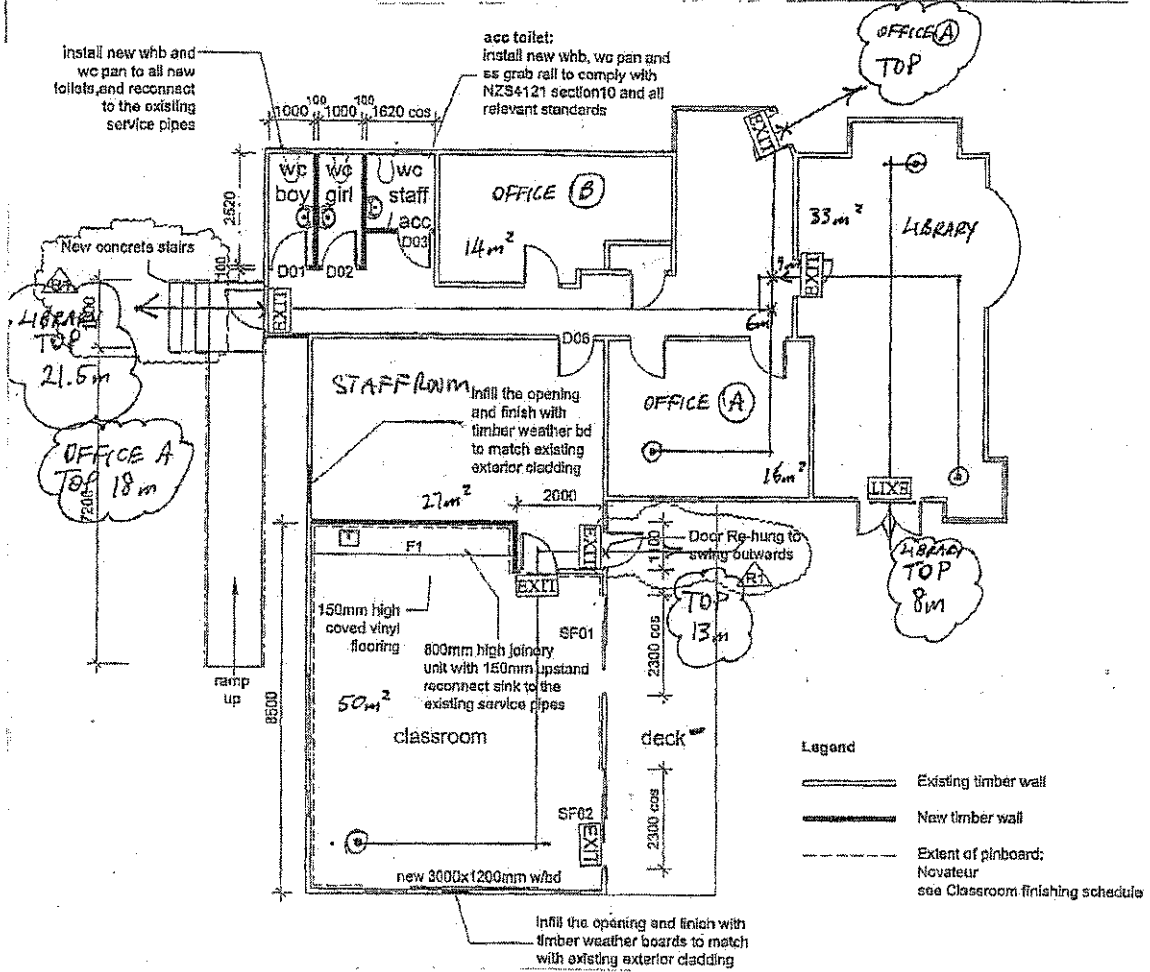 install new whb and
wc pan to all new
toilets,and reconnect
to the existing
service pipes
acc toilet:
install new whb, wc pan and
ss grab rail to comply with
NZS4121 section10 and all
relevant standards
OFFICE A
TOP
1000
100
1000
100
1620 cos
2520
100
wc
boy
wc
girl
wc
staff
acc
D01
D02
D03
OFFICE B
14m²
33m²
LIBRARY
EXIT
EXIT
6m
New concrete stairs
R1
LIBRARY
TOP
21.5m
EXIT
D06
STAFFROOM
Infill the opening
and finish with
timber weather bd
to match existing
exterior cladding
27m²
OFFICE A
16m²
OFFICE A
TOP 18m
7200
2000
EXIT
Door Re-hung to
swing outwards
R1
1100
EXIT
TOP
13m
EXIT
LIBRARY
TOP
8m
F1
150mm high
coved vinyl
flooring
800mm high joinery
unit with 150mm upstand
reconnect sink to the
existing service pipes
SF01
2300 cos
ramp
up
8500
50m²
classroom
deck
SF02
EXIT
2300 cos
new 3000x1200mm w/bd
Infill the opening and finish with
timber weather boards to match
with existing exterior cladding
Legend
Existing timber wall
New timber wall
Extent of pinboard:
Novateur
see Classroom finishing schedule